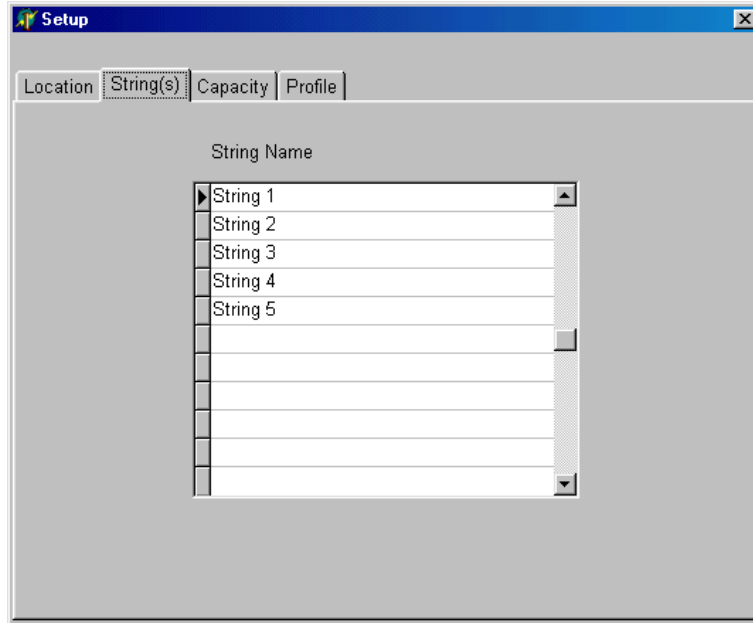 Setup
Location String(s) Capacity Profile
String Name
String 1
String 2
String 3
String 4
String 5